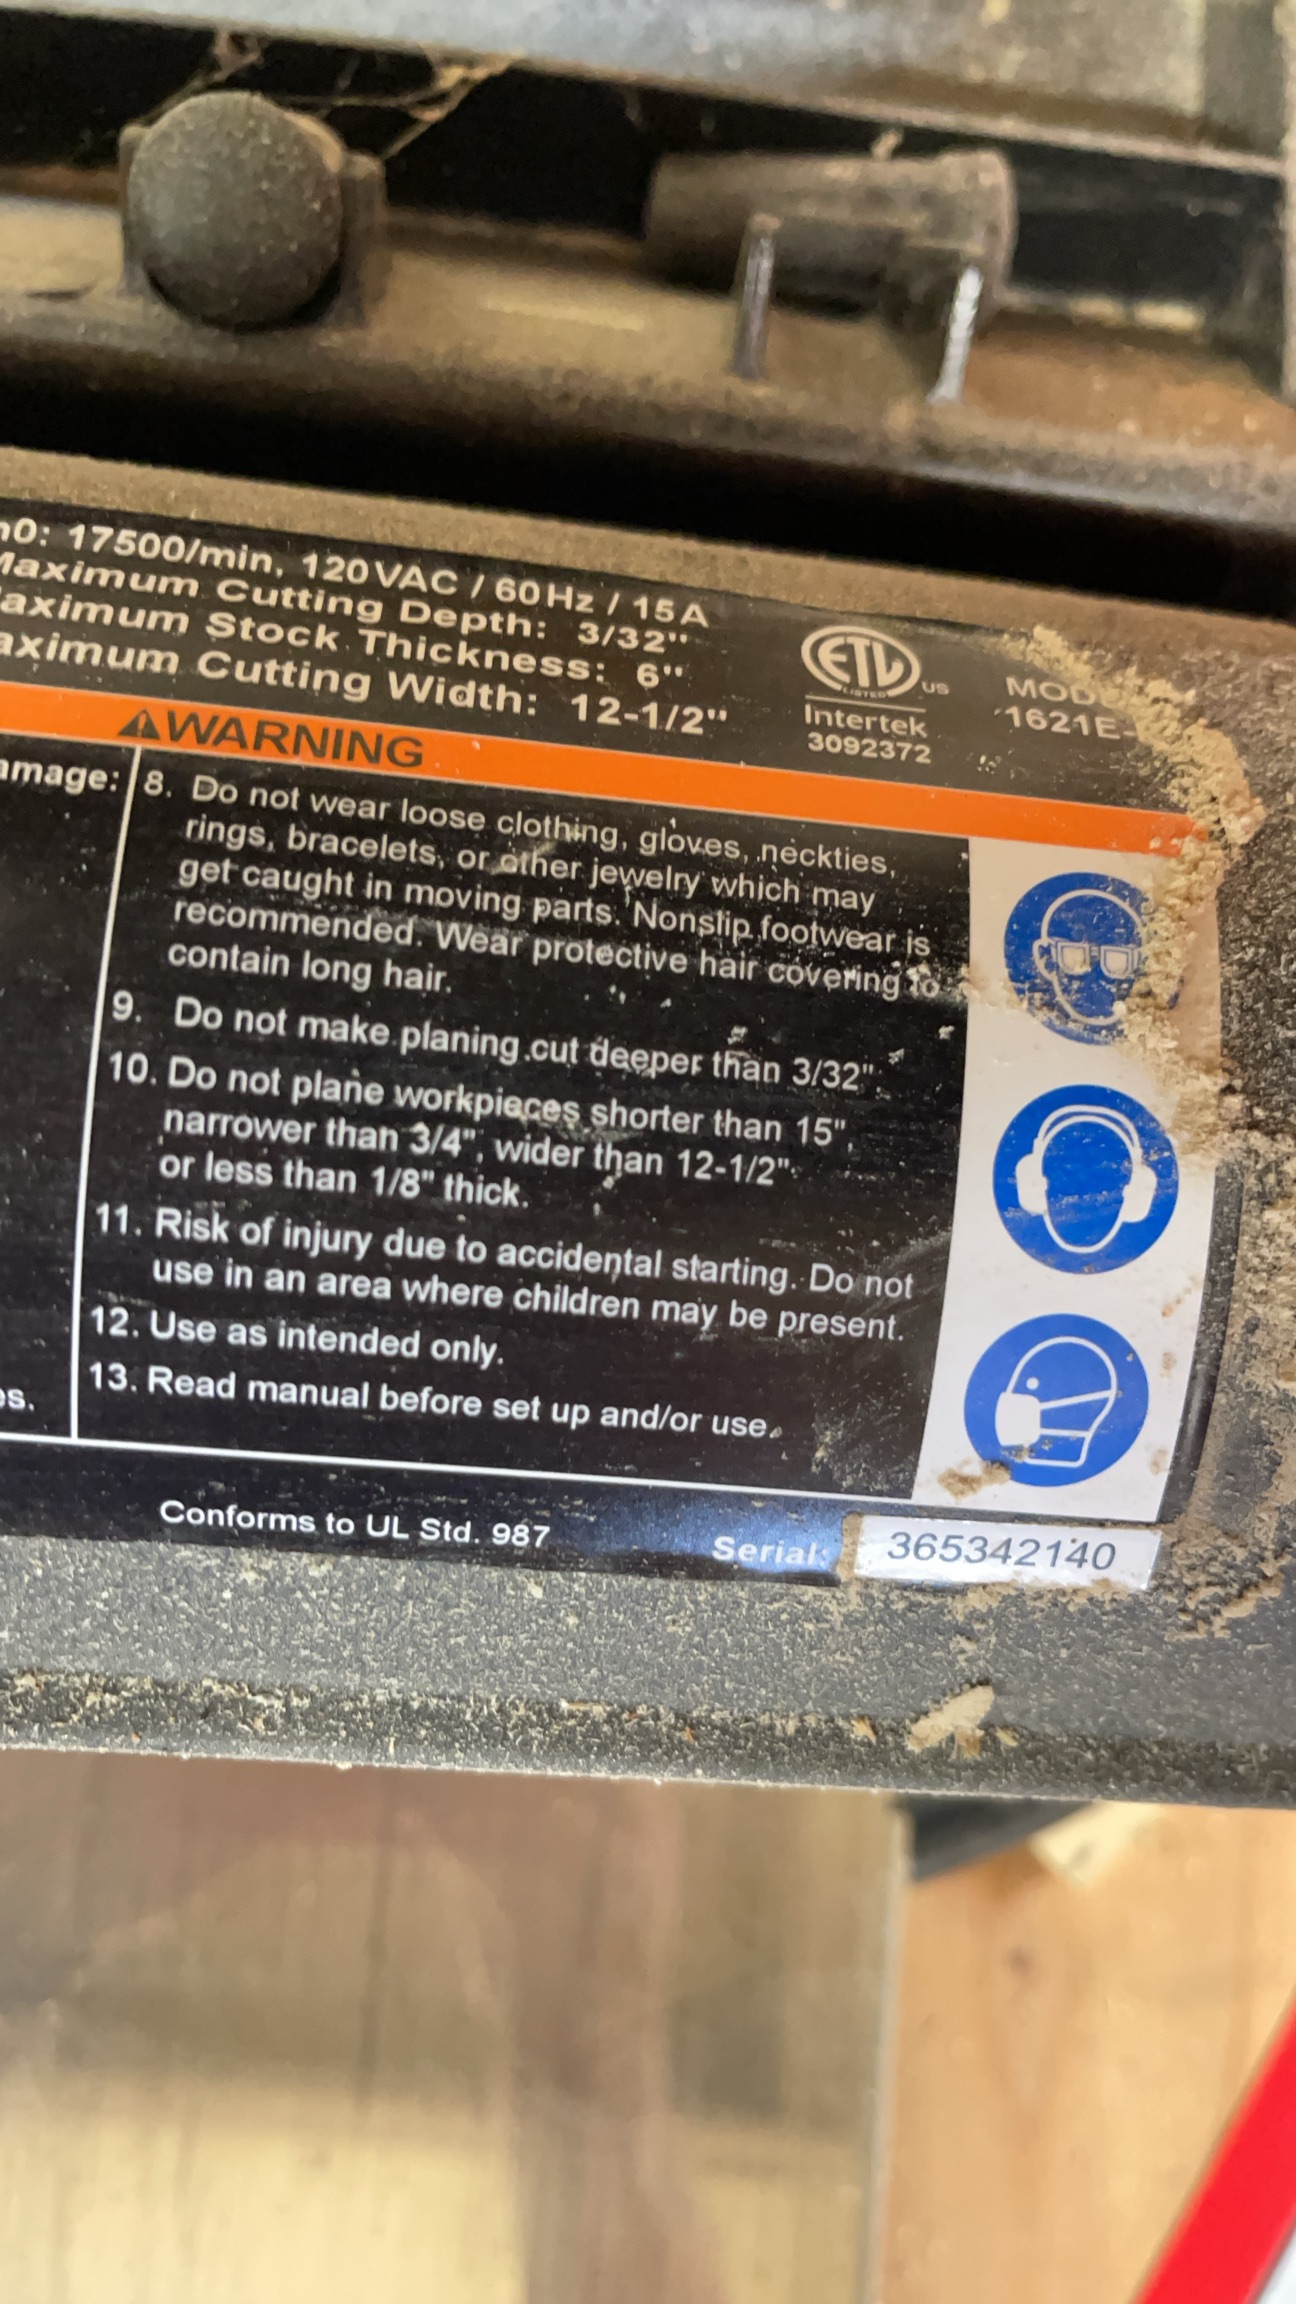 n0: 17500/min, 120VAC / 60Hz / 15A
Maximum Cutting Depth: 3/32"
aximum Stock Thickness: 6"
aximum Cutting Width: 12-1/2"
ETL
LISTED
US
Intertek
3092372
MOD
1621E-
WARNING
amage:
8. Do not wear loose clothing, gloves, neckties,
rings, bracelets, or other jewelry which may
get caught in moving parts. Nonslip footwear is
recommended. Wear protective hair covering to
contain long hair.
9. Do not make planing cut deeper than 3/32".
10. Do not plane workpieces shorter than 15",
narrower than 3/4", wider than 12-1/2"
or less than 1/8" thick.
11. Risk of injury due to accidental starting. Do not
use in an area where children may be present.
12. Use as intended only.
13. Read manual before set up and/or use.
es.
Conforms to UL Std. 987
Serial:
365342140